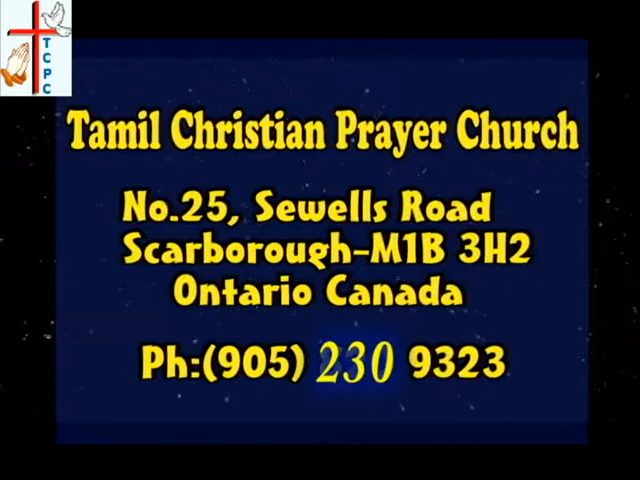 TCPC
Tamil Christian Prayer Church
No.25, Sewells Road
Scarborough-M1B 3H2
Ontario Canada
Ph:(905) 230 9323